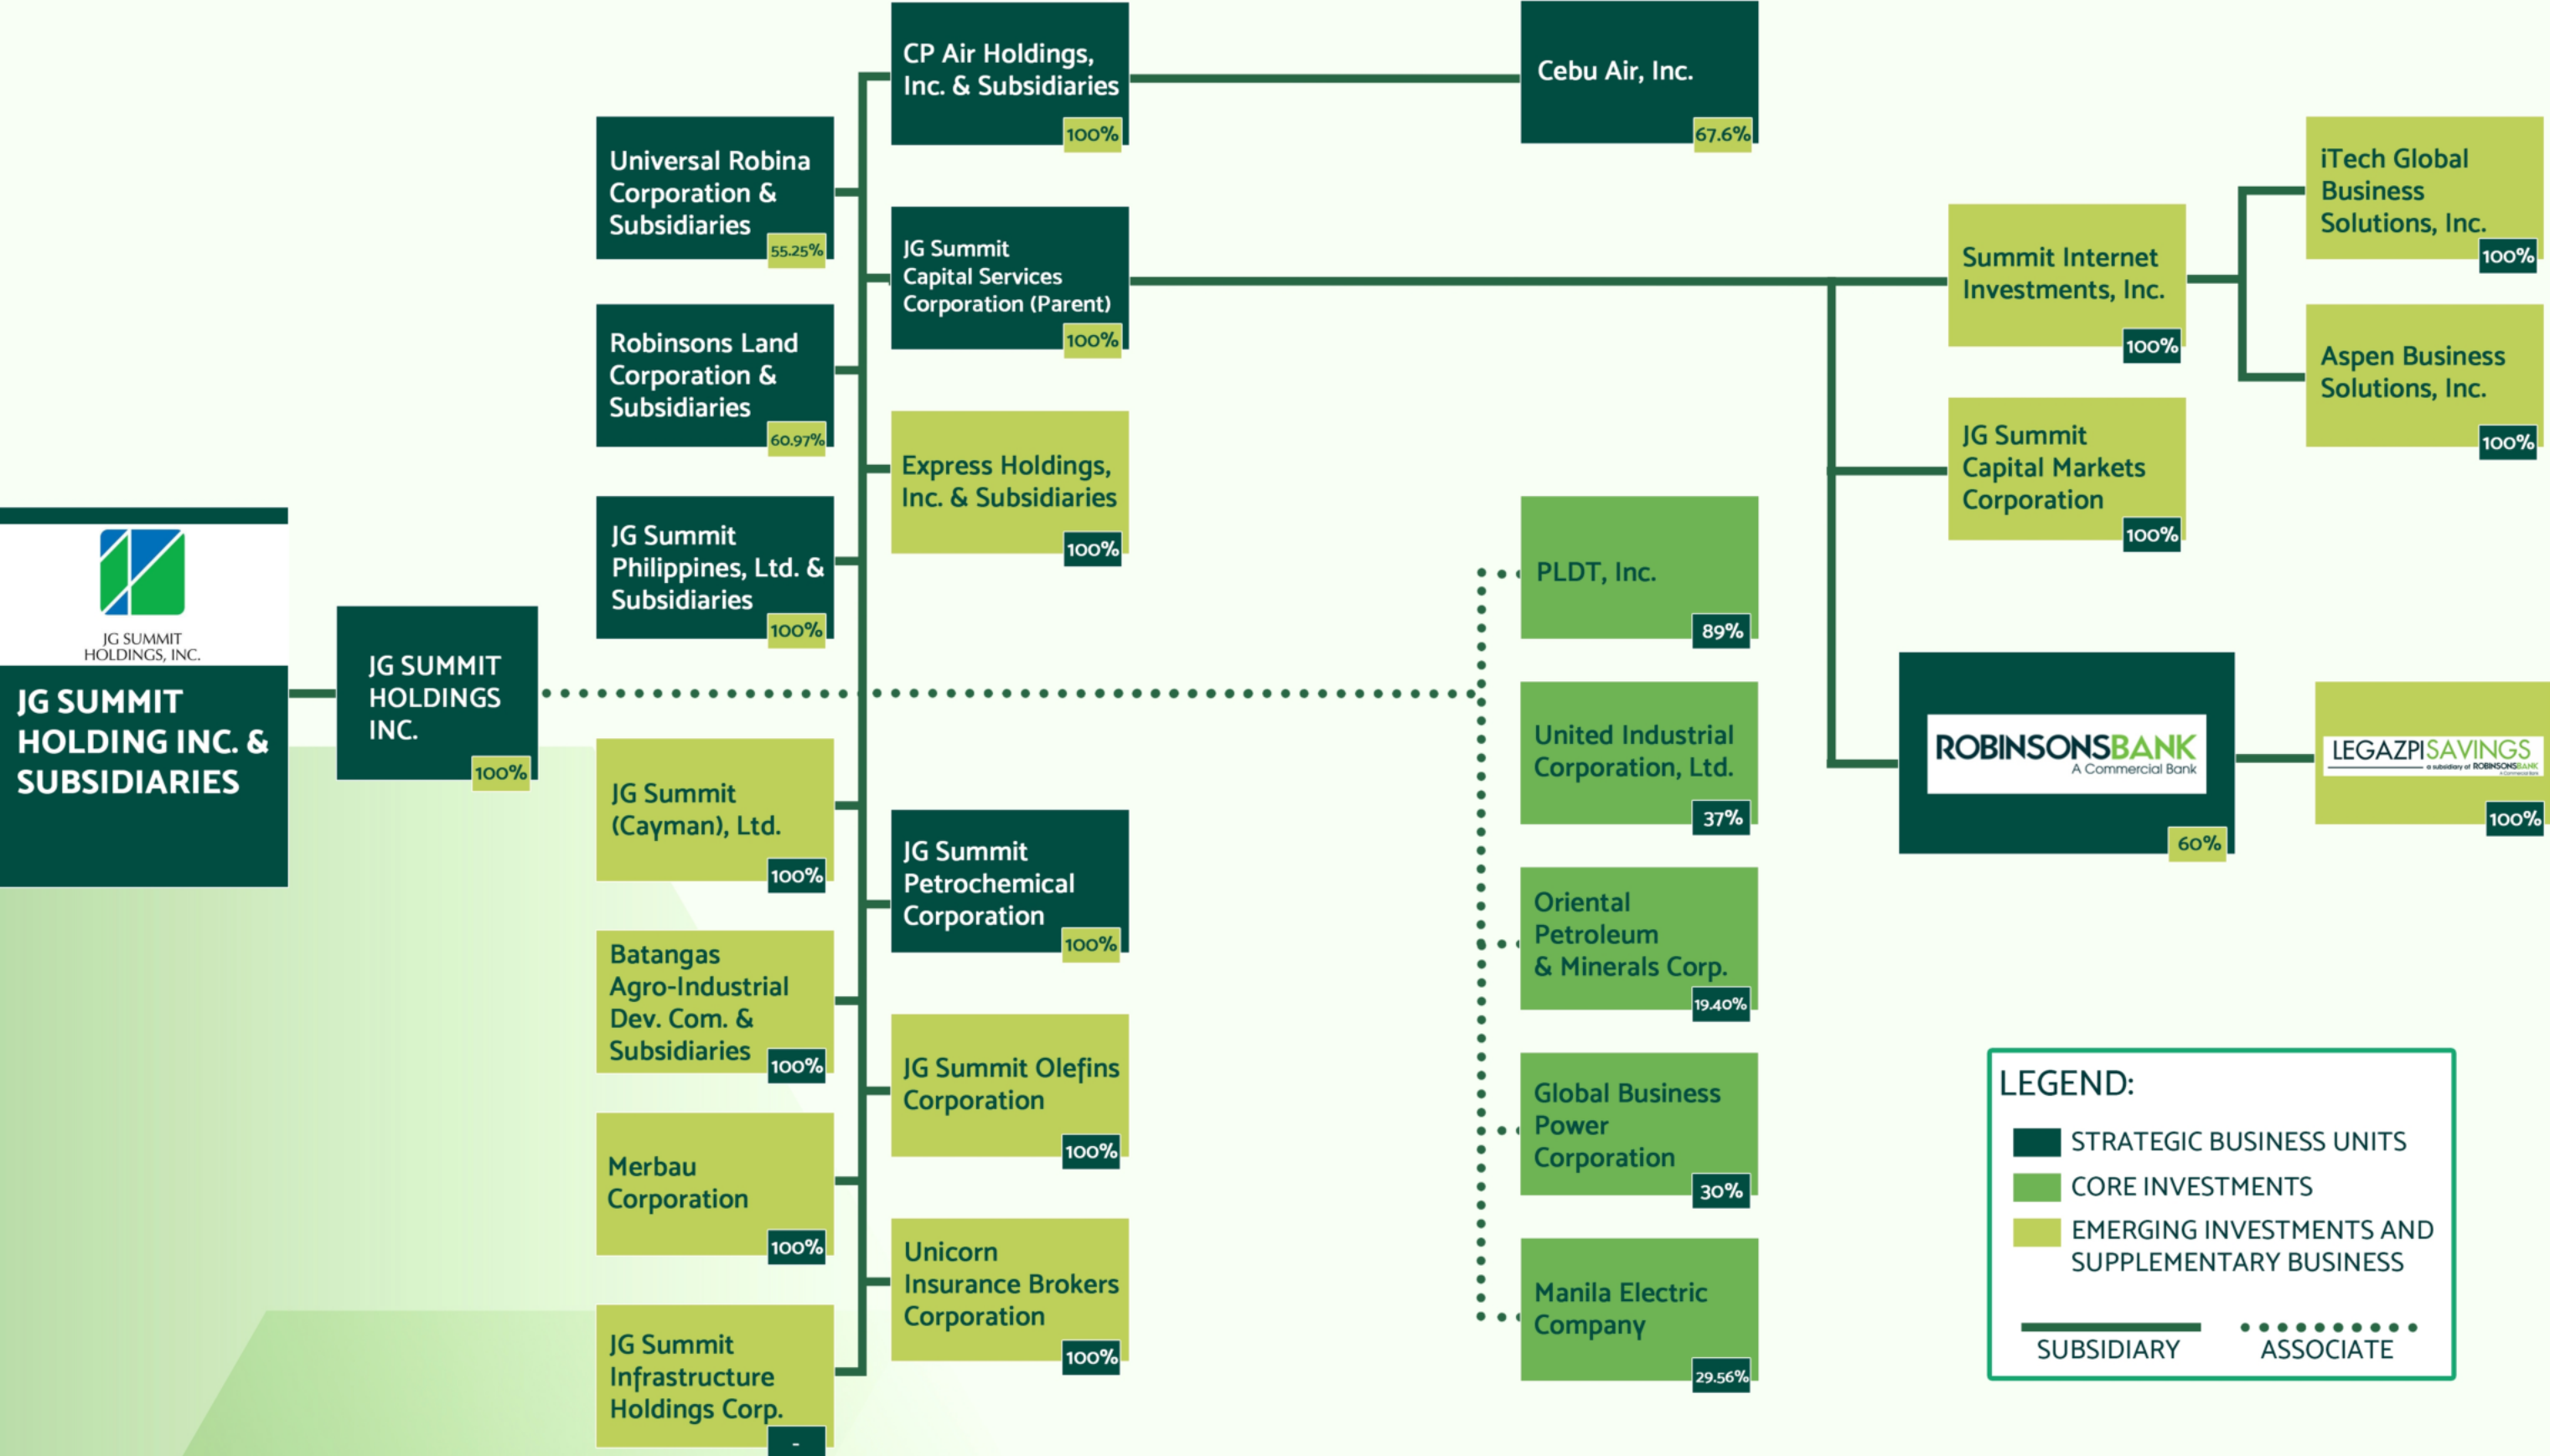 JG SUMMIT
HOLDINGS, INC.
JG SUMMIT
HOLDING INC. &
SUBSIDIARIES
JG SUMMIT
HOLDINGS
INC.
100%
Universal Robina
Corporation &
Subsidiaries
55.25%
Robinsons Land
Corporation &
Subsidiaries
60.97%
JG Summit
Philippines, Ltd. &
Subsidiaries
100%
JG Summit
(Cayman), Ltd.
100%
Batangas
Agro-Industrial
Dev. Com. &
Subsidiaries
100%
Merbau
Corporation
100%
JG Summit
Infrastructure
Holdings Corp.
-
CP Air Holdings,
Inc. & Subsidiaries
100%
JG Summit
Capital Services
Corporation (Parent)
100%
Express Holdings,
Inc. & Subsidiaries
100%
JG Summit
Petrochemical
Corporation
100%
JG Summit Olefins
Corporation
100%
Unicorn
Insurance Brokers
Corporation
100%
Cebu Air, Inc.
67.6%
PLDT, Inc.
89%
United Industrial
Corporation, Ltd.
37%
Oriental
Petroleum
& Minerals Corp.
19.40%
Global Business
Power
Corporation
30%
Manila Electric
Company
29.56%
Summit Internet
Investments, Inc.
100%
JG Summit
Capital Markets
Corporation
100%
ROBINSONSBANK
A Commercial Bank
60%
iTech Global
Business
Solutions, Inc.
100%
Aspen Business
Solutions, Inc.
100%
LEGAZPISAVINGS
a subsidiary of ROBINSONSBANK
A Commercial Bank
100%
LEGEND:
STRATEGIC BUSINESS UNITS
CORE INVESTMENTS
EMERGING INVESTMENTS AND
SUPPLEMENTARY BUSINESS
SUBSIDIARY
ASSOCIATE